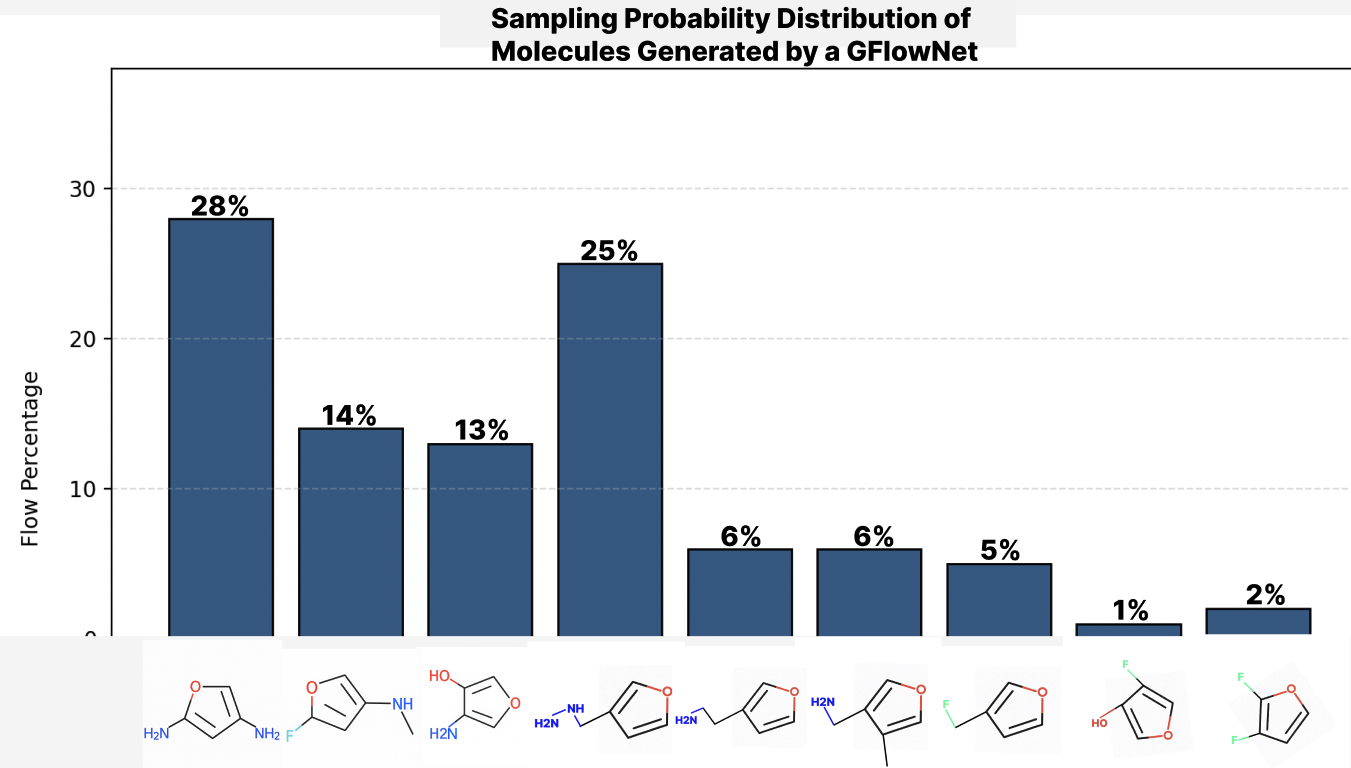 Sampling Probability Distribution of
Molecules Generated by a GFlowNet
Flow Percentage
30
20
10
0
28%
14%
13%
25%
6%
6%
5%
1%
2%
O
H₂N
NH₂
O
F
NH
HO
O
H₂N
NH
H2N
O
O
H2N
H2N
O
F
O
F
HO
O
F
O
F